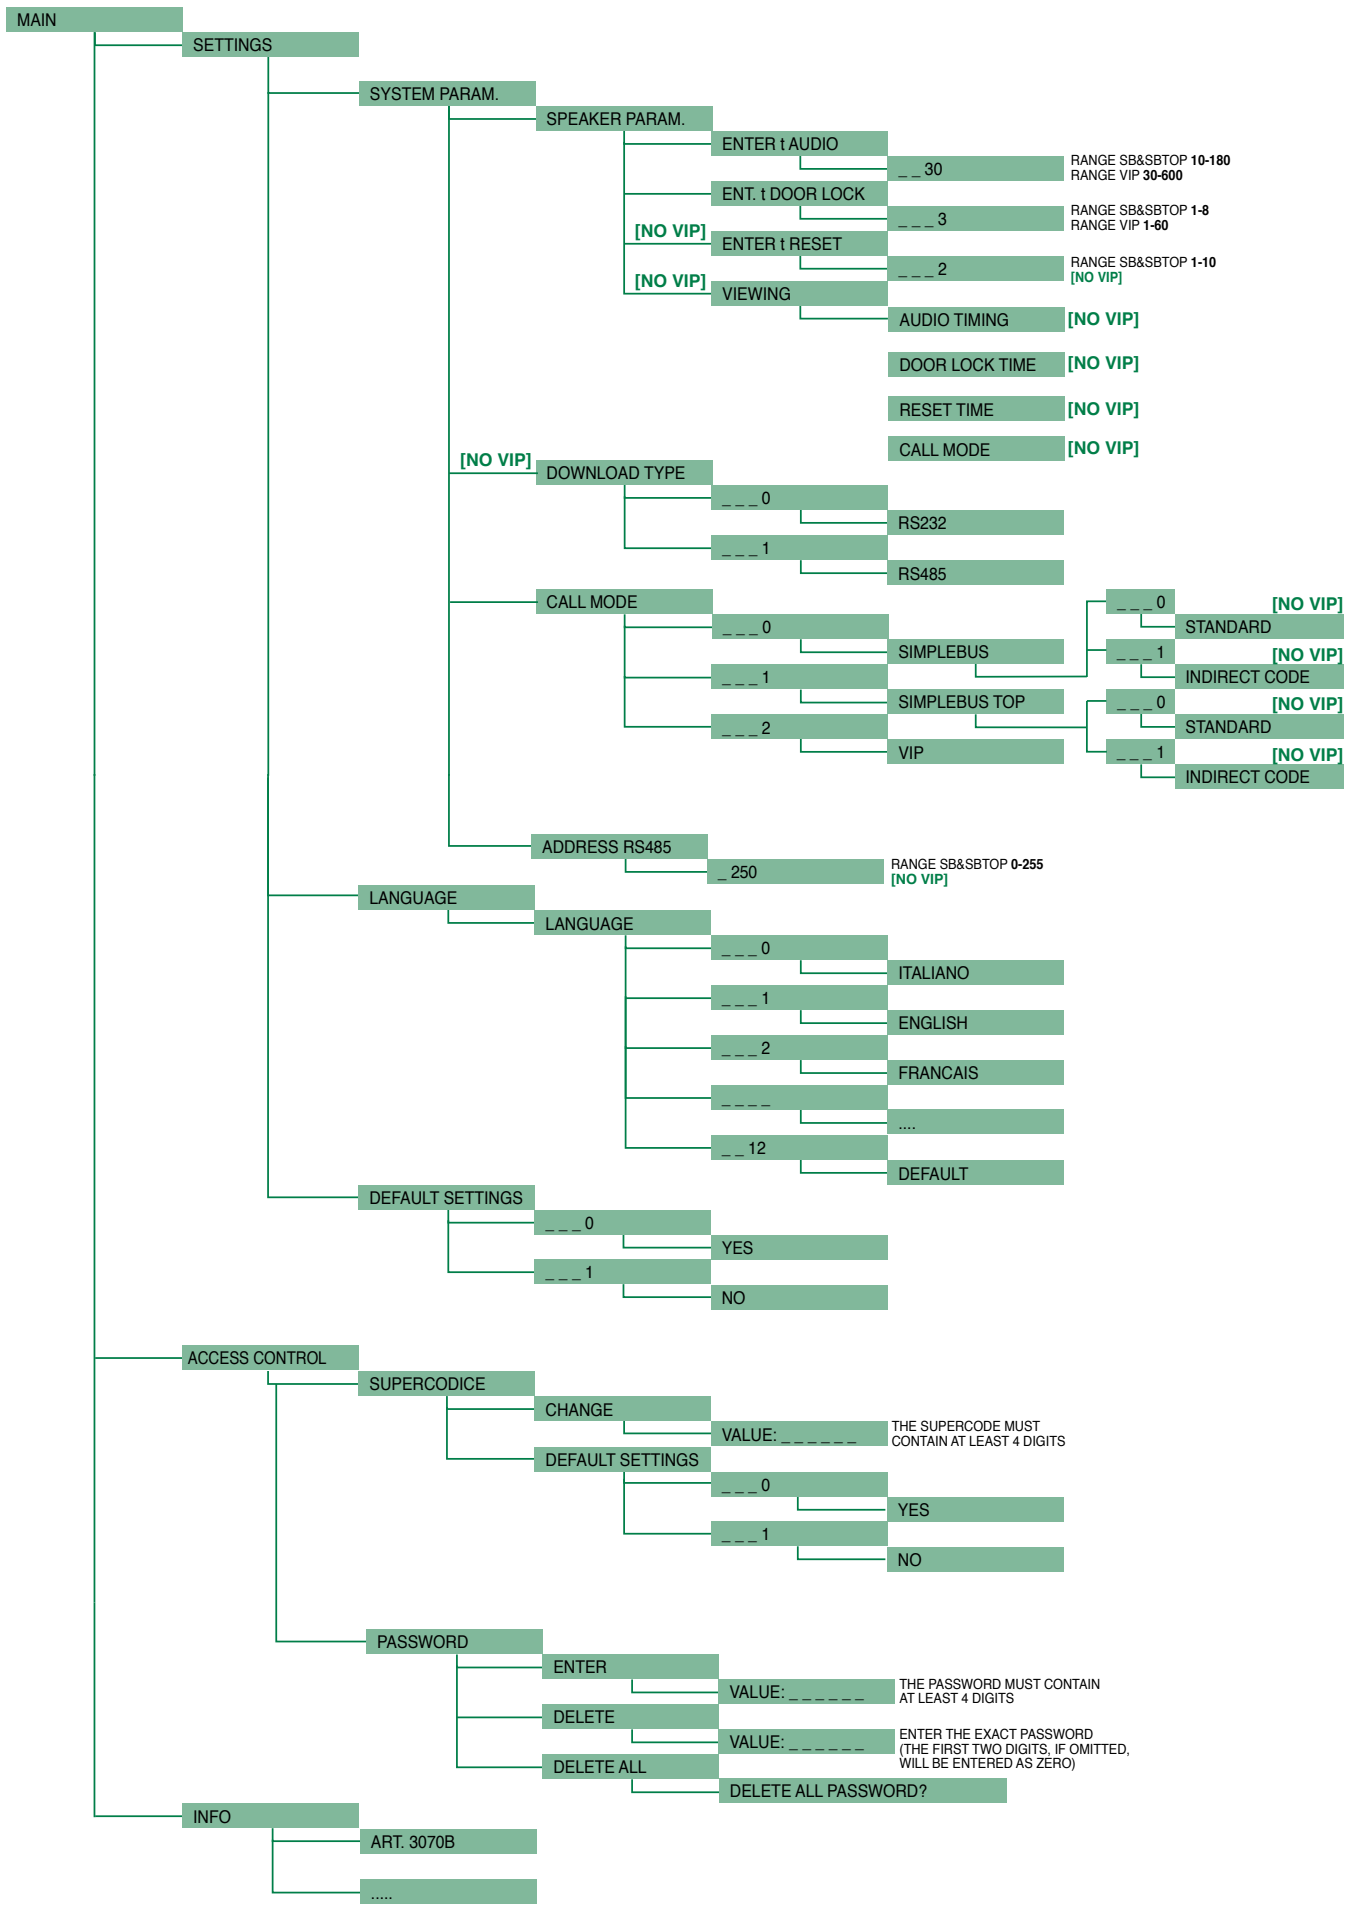 MAIN
SETTINGS
SYSTEM PARAM.
SPEAKER PARAM.
ENTER t AUDIO
_ _ 30
RANGE SB&SBTOP 10-180
RANGE VIP 30-600
ENT. t DOOR LOCK
_ _ _ 3
RANGE SB&SBTOP 1-8
RANGE VIP 1-60
[NO VIP]
ENTER t RESET
_ _ _ 2
RANGE SB&SBTOP 1-10
[NO VIP]
[NO VIP]
VIEWING
AUDIO TIMING
[NO VIP]
DOOR LOCK TIME
[NO VIP]
RESET TIME
[NO VIP]
CALL MODE
[NO VIP]
[NO VIP]
DOWNLOAD TYPE
_ _ _ 0
RS232
_ _ _ 1
RS485
CALL MODE
_ _ _ 0
SIMPLEBUS
_ _ _ 0
[NO VIP]
STANDARD
_ _ _ 1
[NO VIP]
INDIRECT CODE
_ _ _ 1
SIMPLEBUS TOP
_ _ _ 0
[NO VIP]
STANDARD
_ _ _ 1
[NO VIP]
INDIRECT CODE
_ _ _ 2
VIP
ADDRESS RS485
_ 250
RANGE SB&SBTOP 0-255
[NO VIP]
LANGUAGE
LANGUAGE
_ _ _ 0
ITALIANO
_ _ _ 1
ENGLISH
_ _ _ 2
FRANCAIS
_ _ _ _
....
_ _ 12
DEFAULT
DEFAULT SETTINGS
_ _ _ 0
YES
_ _ _ 1
NO
ACCESS CONTROL
SUPERCODICE
CHANGE
VALUE: _ _ _ _ _ _
THE SUPERCODE MUST
CONTAIN AT LEAST 4 DIGITS
DEFAULT SETTINGS
_ _ _ 0
YES
_ _ _ 1
NO
PASSWORD
ENTER
VALUE: _ _ _ _ _ _
THE PASSWORD MUST CONTAIN
AT LEAST 4 DIGITS
DELETE
VALUE: _ _ _ _ _ _
ENTER THE EXACT PASSWORD
(THE FIRST TWO DIGITS, IF OMITTED,
WILL BE ENTERED AS ZERO)
DELETE ALL
DELETE ALL PASSWORD?
INFO
ART. 3070B
.....